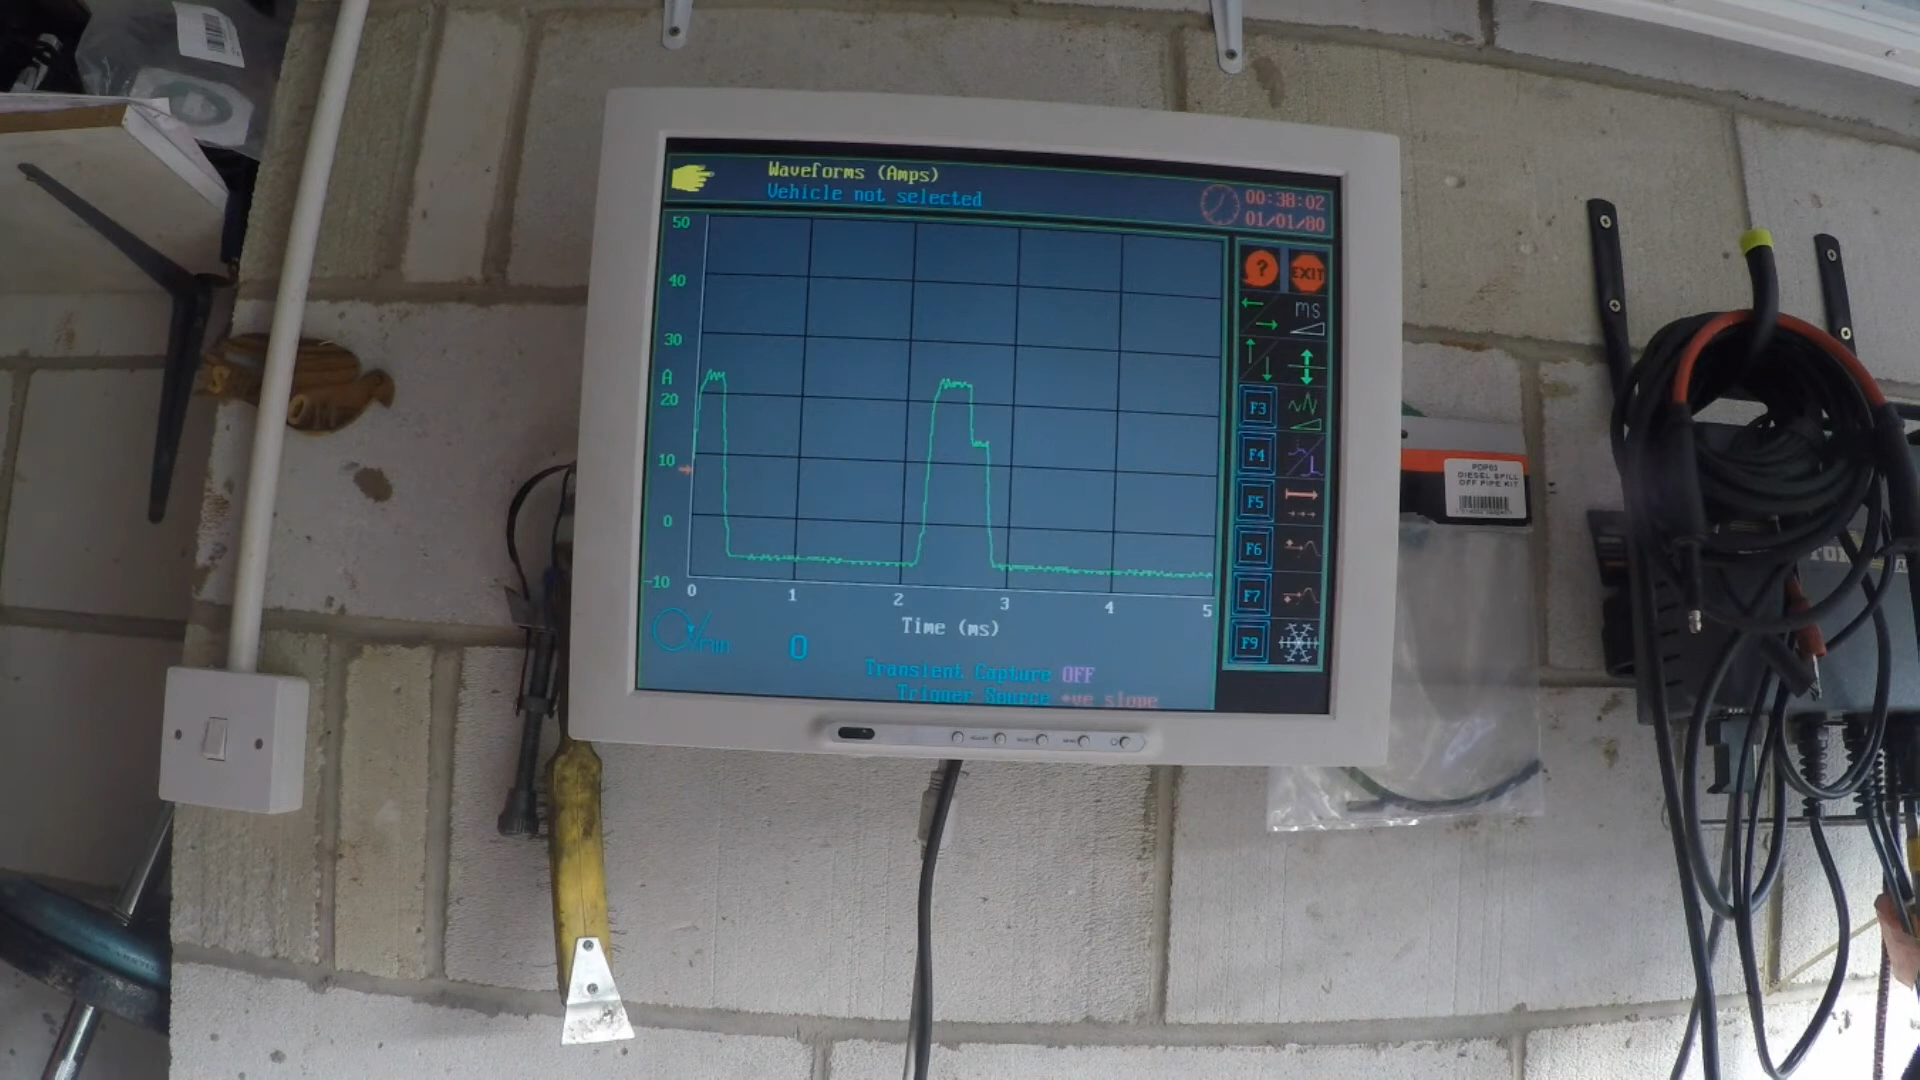 Waveforms (Amps)
Vehicle not selected
00:38:02
01/01/80
50
40
30
A
20
10
0
-10
0 1 2 3 4 5
Time (ms)
/min 0
Transient Capture OFF
Trigger Source +ve slope
? EXIT
ms
F3
F4
F5
F6
F7
F9
PDP03
DIESEL SPILL
OFF PIPE KIT